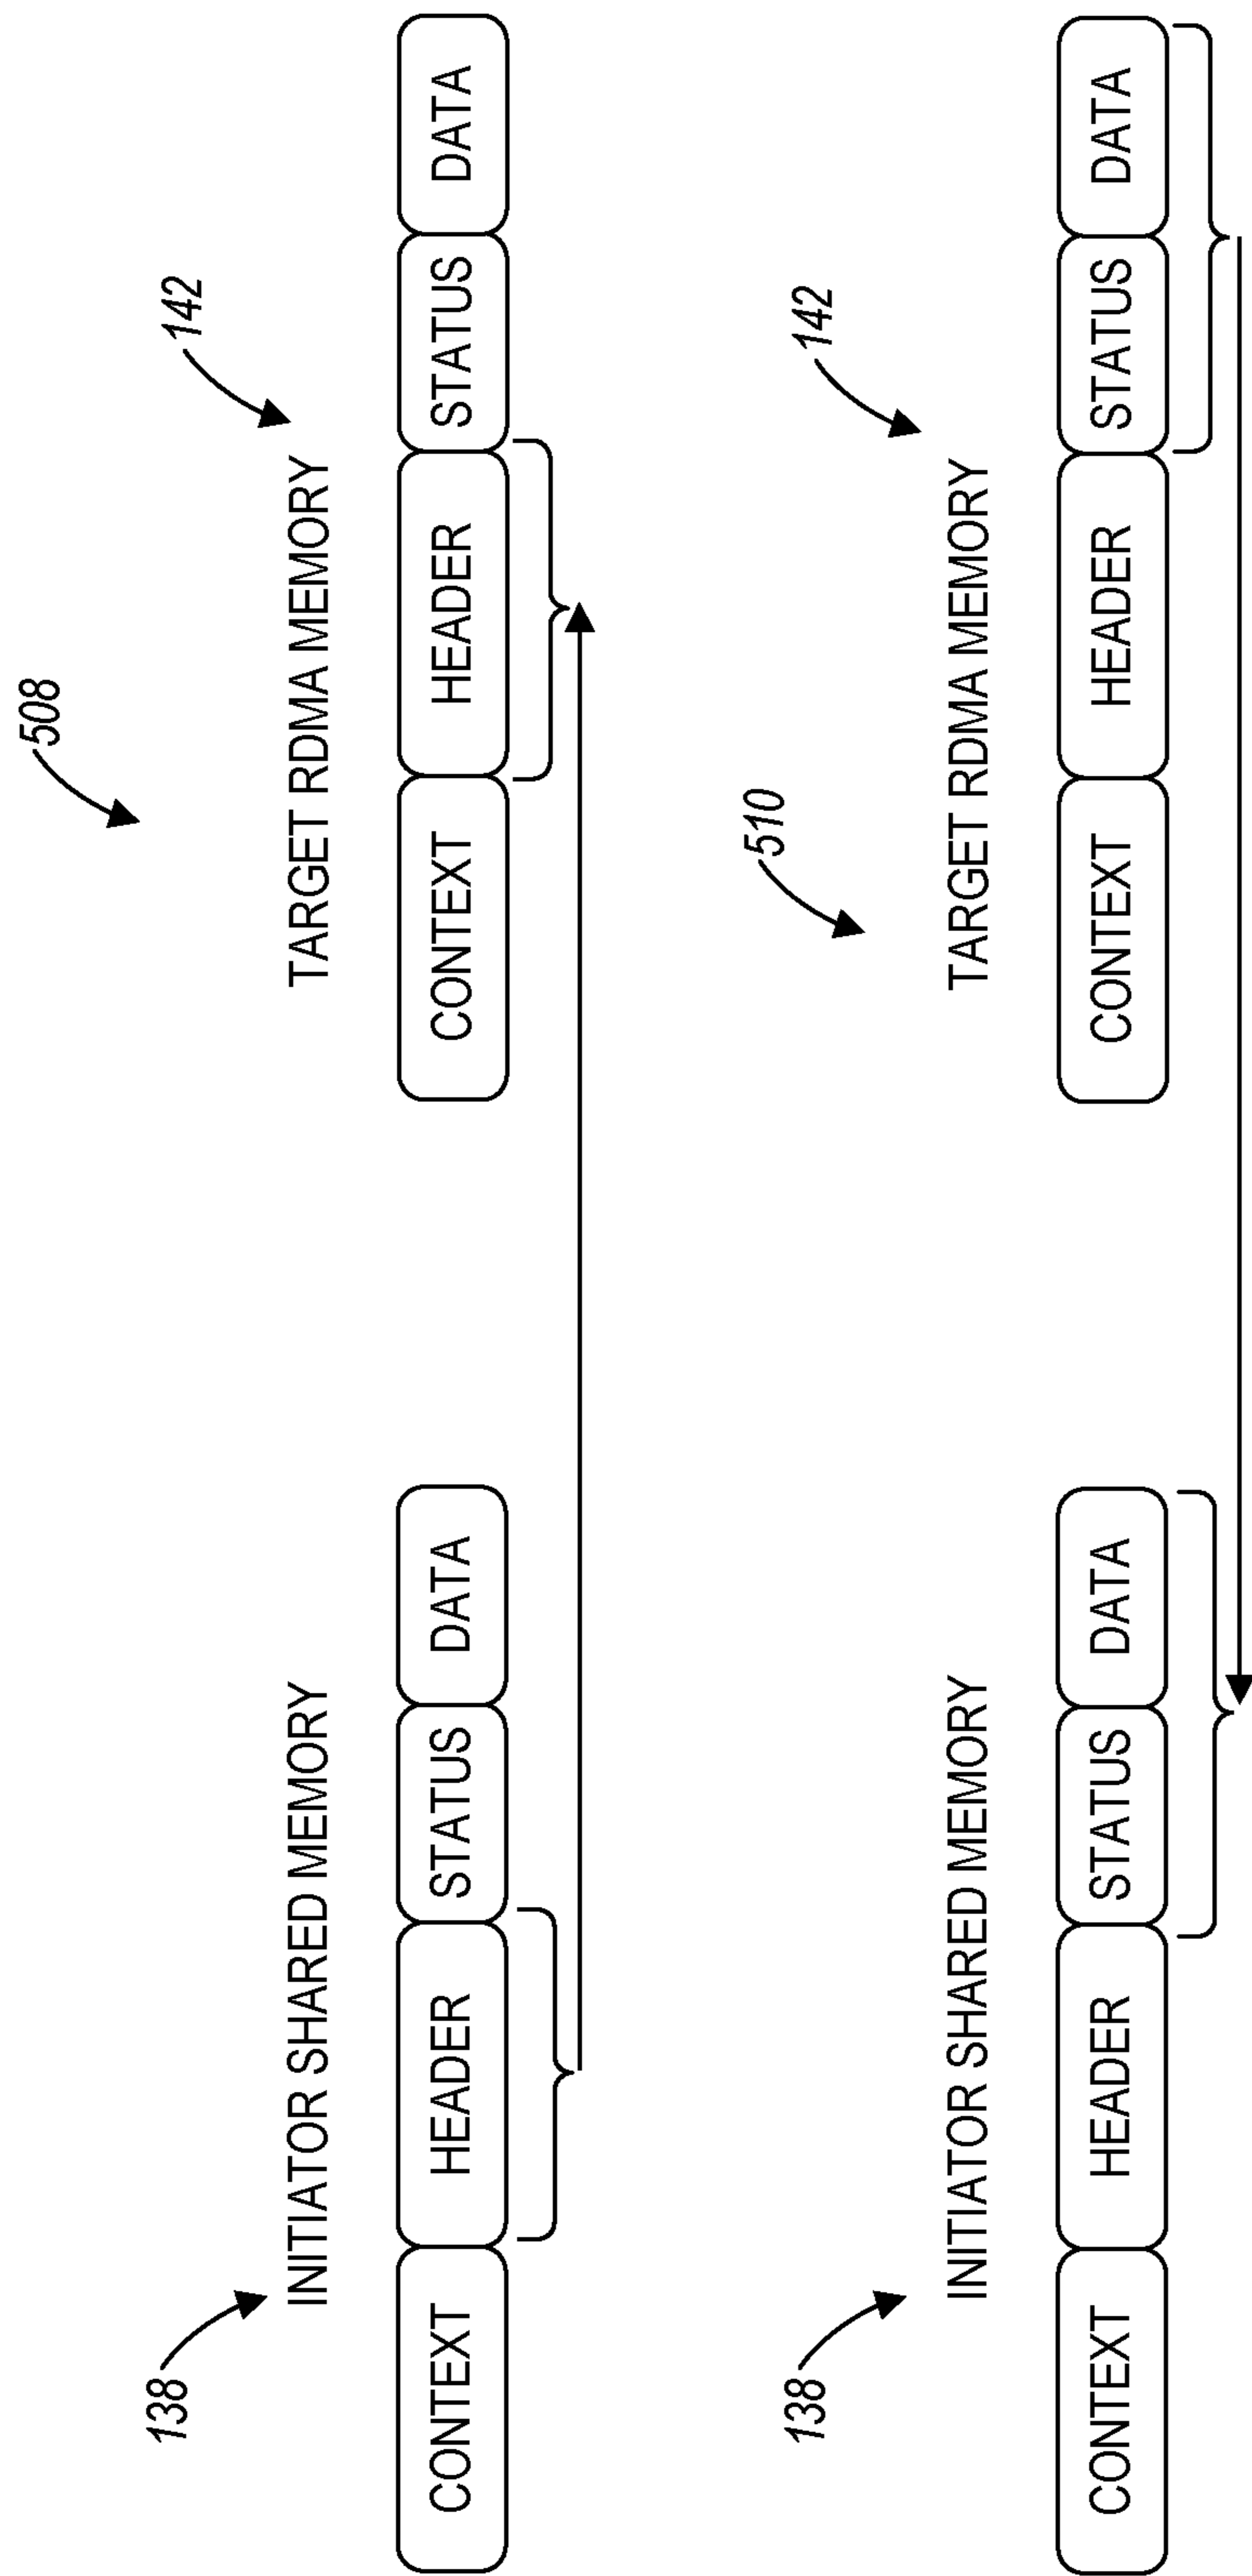 508
138
142
INITIATOR SHARED MEMORY
TARGET RDMA MEMORY
CONTEXT HEADER STATUS DATA
CONTEXT HEADER STATUS DATA
510
138
142
INITIATOR SHARED MEMORY
TARGET RDMA MEMORY
CONTEXT HEADER STATUS DATA
CONTEXT HEADER STATUS DATA